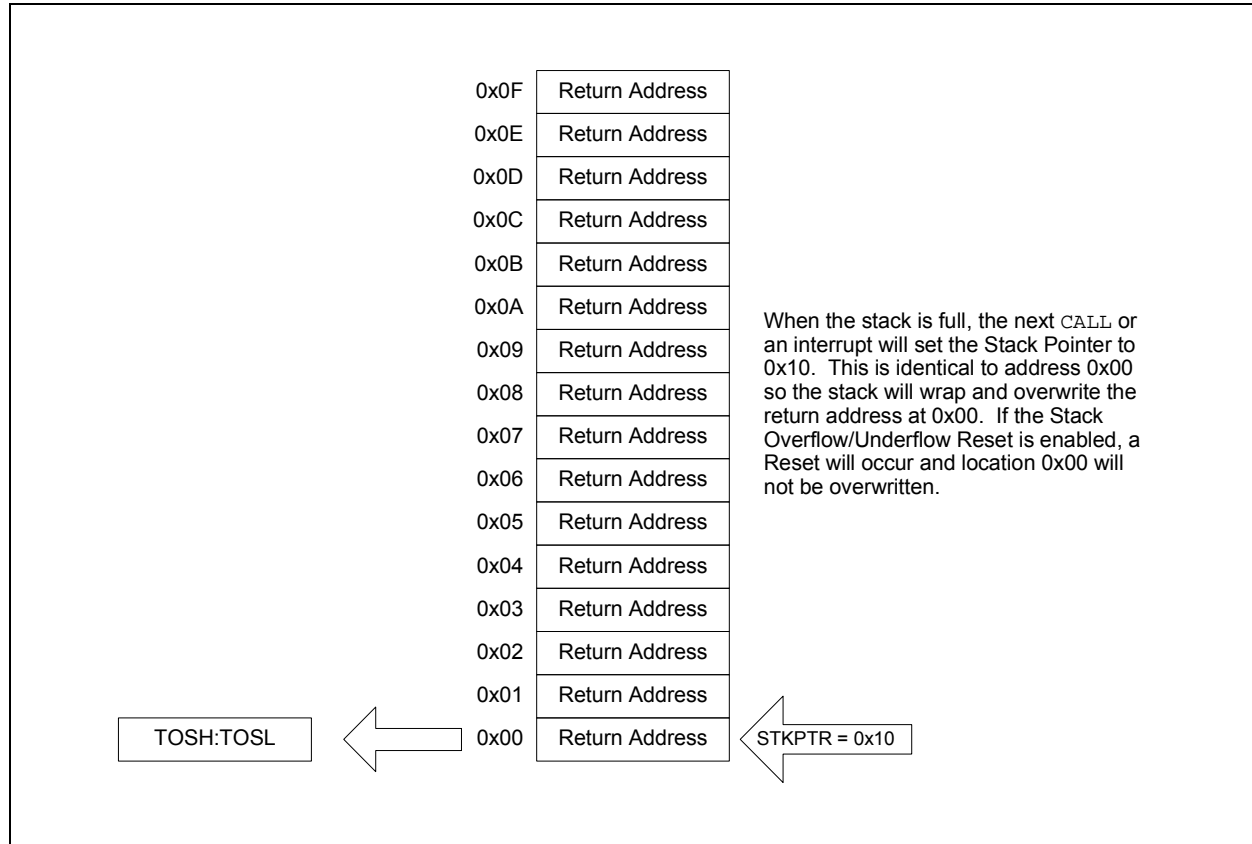 0x0F Return Address
0x0E Return Address
0x0D Return Address
0x0C Return Address
0x0B Return Address
0x0A Return Address
0x09 Return Address
0x08 Return Address
0x07 Return Address
0x06 Return Address
0x05 Return Address
0x04 Return Address
0x03 Return Address
0x02 Return Address
0x01 Return Address
TOSH:TOSL 0x00 Return Address STKPTR = 0x10
When the stack is full, the next CALL or
an interrupt will set the Stack Pointer to
0x10. This is identical to address 0x00
so the stack will wrap and overwrite the
return address at 0x00. If the Stack
Overflow/Underflow Reset is enabled, a
Reset will occur and location 0x00 will
not be overwritten.